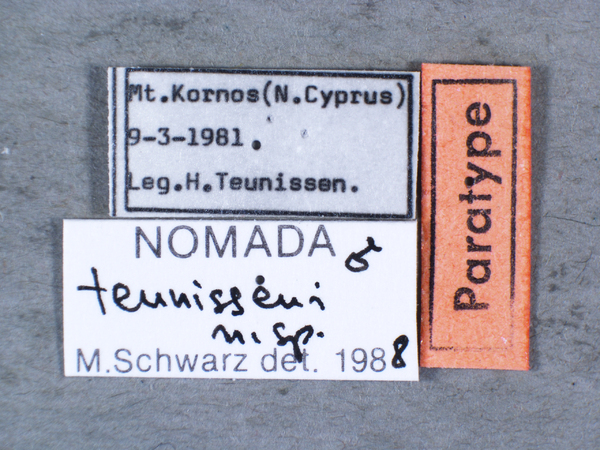 Mt.Kornos(N.Cyprus)
9-3-1981.
Leg.H.Teunissen.
Paratype
NOMADA ♂
teunisseni
n. sp.
M.Schwarz det. 1988